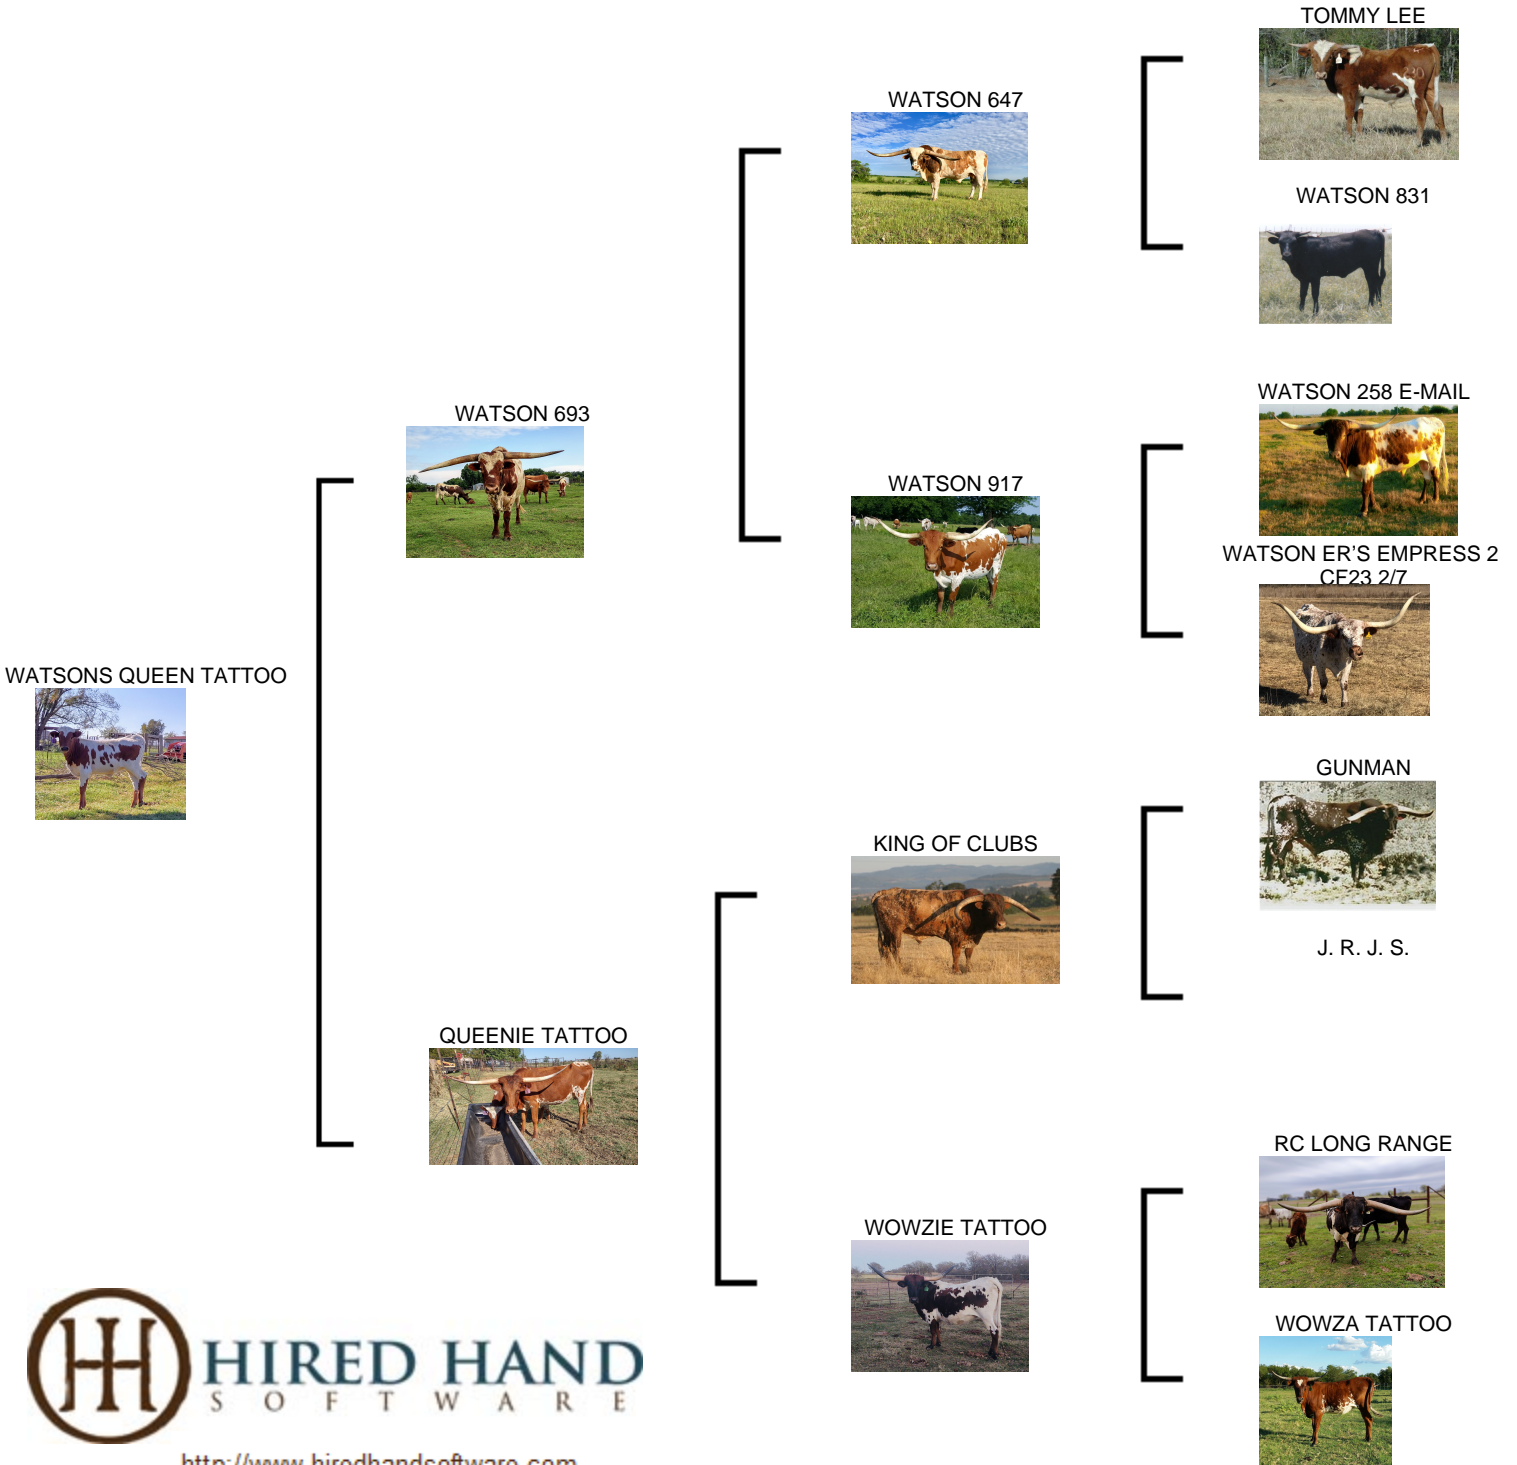 TOMMY LEE
WATSON 647
WATSON 831
WATSON 258 E-MAIL
WATSON 693
WATSON 917
WATSON ER'S EMPRESS 2
CF23 2/7
WATSONS QUEEN TATTOO
GUNMAN
KING OF CLUBS
J. R. J. S.
QUEENIE TATTOO
RC LONG RANGE
WOWZIE TATTOO
WOWZA TATTOO
HIRED HAND
SOFTWARE
http://www.hiredhandsoftware.com